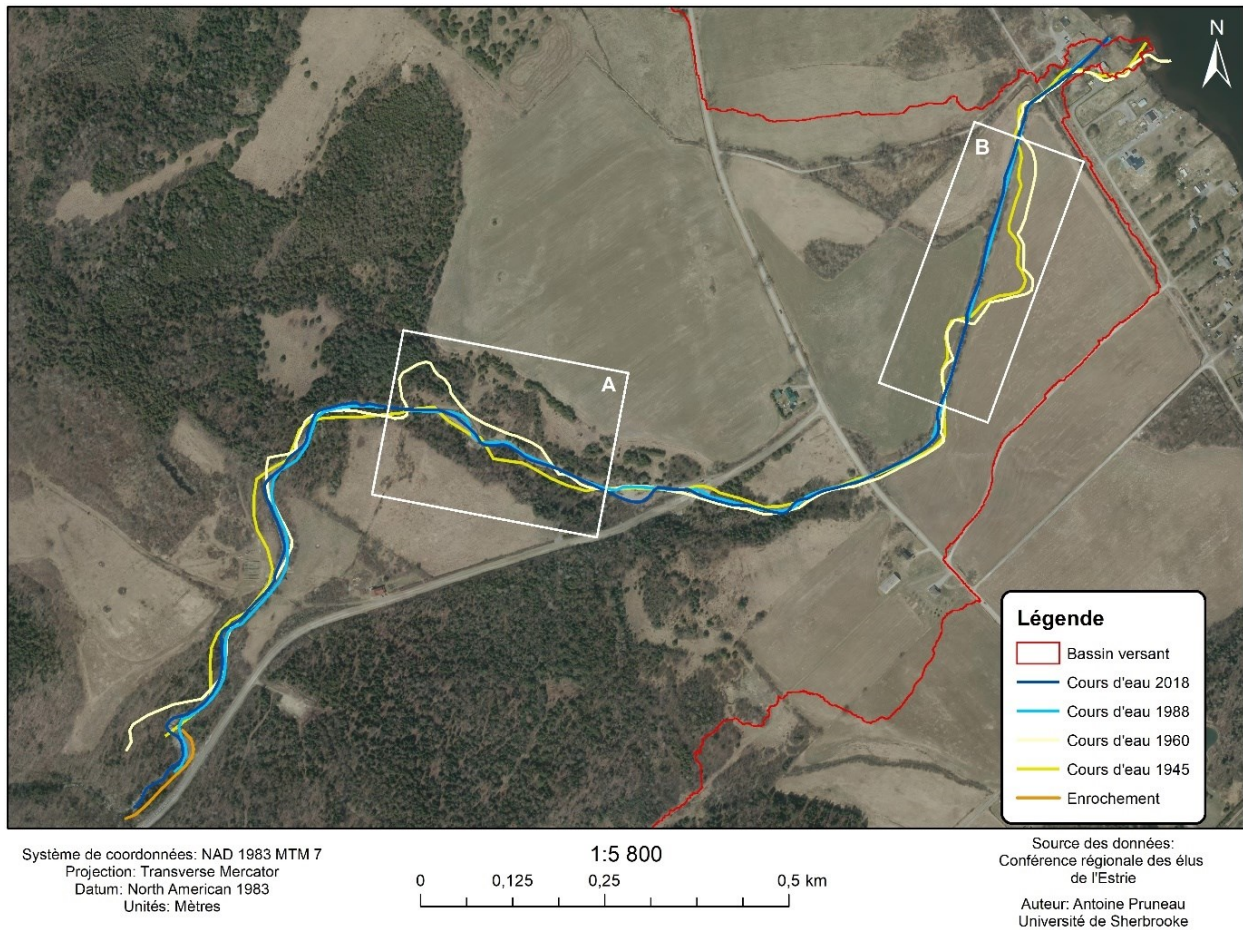 N
B
A
Légende
Bassin versant
Cours d'eau 2018
Cours d'eau 1988
Cours d'eau 1960
Cours d'eau 1945
Enrochement
Système de coordonnées: NAD 1983 MTM 7
Projection: Transverse Mercator
Datum: North American 1983
Unités: Mètres
1:5 800
0 0,125 0,25 0,5 km
Source des données:
Conférence régionale des élus
de l'Estrie
Auteur: Antoine Pruneau
Université de Sherbrooke